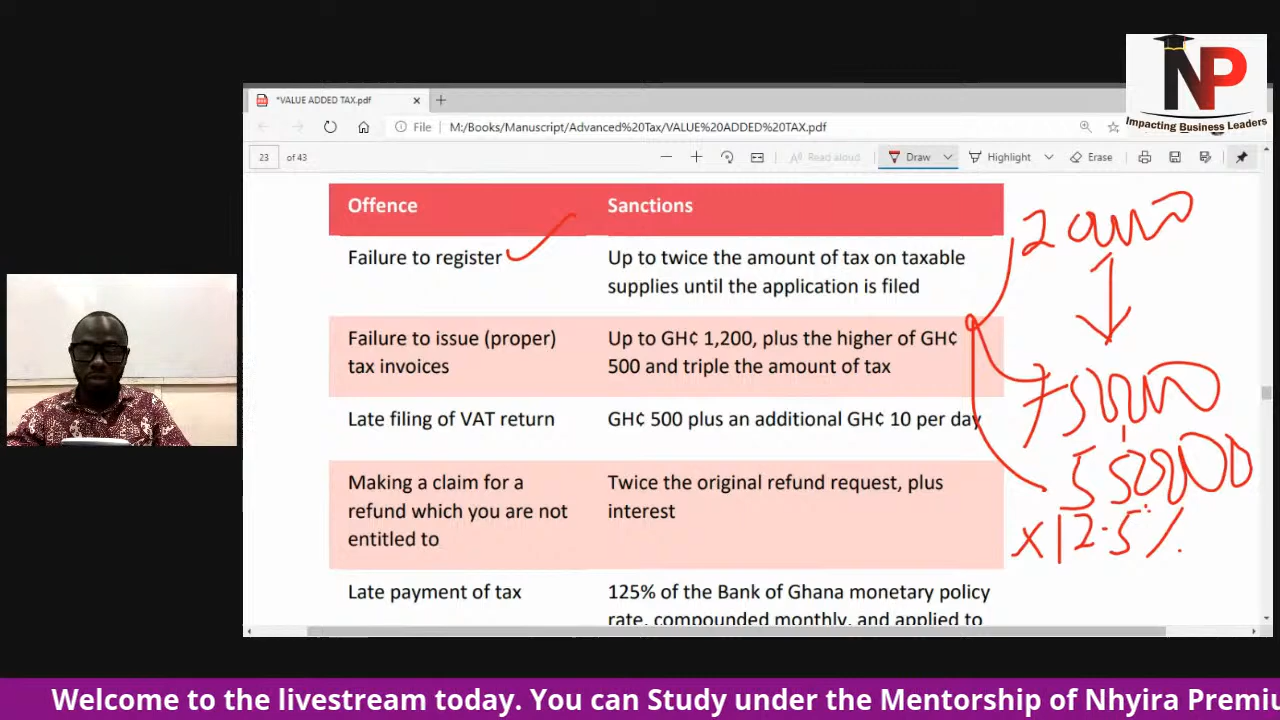 NP
Impacting Business Leaders
*VALUE ADDED TAX.pdf
File M:/Books/Manuscript/Advanced%20Tax/VALUE%20ADDED%20TAX.pdf
23 of 43 Read aloud Draw Highlight Erase
Offence Sanctions
Failure to register Up to twice the amount of tax on taxable
supplies until the application is filed
Failure to issue (proper) Up to GH¢ 1,200, plus the higher of GH¢
tax invoices 500 and triple the amount of tax
Late filing of VAT return GH¢ 500 plus an additional GH¢ 10 per day
Making a claim for a Twice the original refund request, plus
refund which you are not interest
entitled to
Late payment of tax 125% of the Bank of Ghana monetary policy
rate, compounded monthly, and applied to
x 12.5%
Welcome to the livestream today. You can Study under the Mentorship of Nhyira Premiu